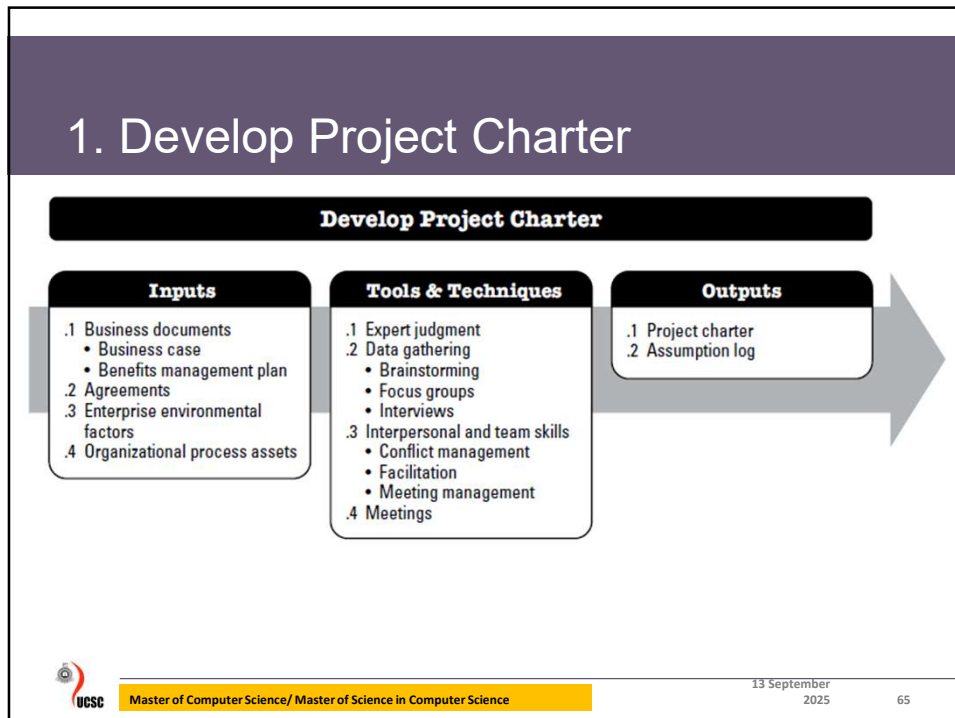 1. Develop Project Charter
Develop Project Charter
Inputs
.1 Business documents
• Business case
• Benefits management plan
.2 Agreements
.3 Enterprise environmental
factors
.4 Organizational process assets
Tools & Techniques
.1 Expert judgment
.2 Data gathering
• Brainstorming
• Focus groups
• Interviews
.3 Interpersonal and team skills
• Conflict management
• Facilitation
• Meeting management
.4 Meetings
Outputs
.1 Project charter
.2 Assumption log
UCSC
Master of Computer Science/ Master of Science in Computer Science
13 September
2025
65